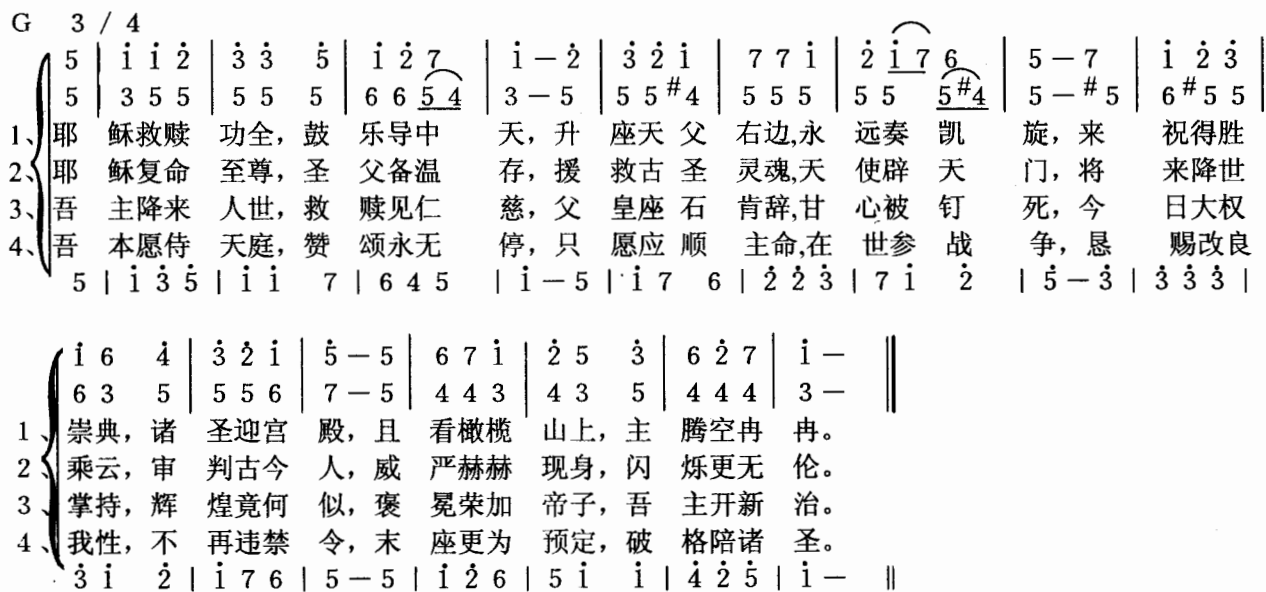 G 3 / 4
5 | i̇ i̇ 2̇ | 3̇ 3̇ 5̇ | i̇ 2̇ 7 | i̇ — 2̇ | 3̇ 2̇ i̇ | 7 7 i̇ | 2̇ i̇ 7 6 | 5 — 7 | i̇ 2̇ 3̇ |
5 | 3 5 5 | 5 5 5 | 6 6 5 4 | 3 — 5 | 5 5 #4 | 5 5 5 | 5 5 5 #4 | 5 — #5 | 6 #5 5 |
1、耶 稣救赎 功全，鼓 乐导中 天，升 座天 父 右边,永 远奏 凯 旋，来 祝得胜
2、耶 稣复命 至尊，圣 父备温 存，援 救古 圣 灵魂,天 使辟 天 门，将 来降世
3、吾 主降来 人世，救 赎见仁 慈，父 皇座 石 肯辞,甘 心被 钉 死，今 日大权
4、吾 本愿侍 天庭，赞 颂永无 停，只 愿应 顺 主命,在 世参 战 争，恳 赐改良
5 | i̇ 3̇ 5̇ | i̇ i̇ 7 | 6 4 5 | i̇ — 5 | i̇ 7 6 | 2̇ 2̇ 3̇ | 7 i̇ 2̇ | 5̇ — 3̇ | 3̇ 3̇ 3̇ |
i̇ 6 4̇ | 3̇ 2̇ i̇ | 5̇ — 5 | 6 7 i̇ | 2̇ 5 3̇ | 6 2̇ 7 | i̇ — ‖
6 3 5 | 5 5 6 | 7 — 5 | 4 4 3 | 4 3 5 | 4 4 4 | 3 — ‖
1、崇典，诸 圣迎宫 殿，且 看橄榄 山上，主 腾空冉 冉。
2、乘云，审 判古今 人，威 严赫赫 现身，闪 烁更无 伦。
3、掌持，辉 煌竟何 似，褒 冕荣加 帝子，吾 主开新 治。
4、我性，不 再违禁 令，末 座更为 预定，破 格陪诸 圣。
3̇ i̇ 2̇ | i̇ 7 6 | 5 — 5 | i̇ 2̇ 6 | 5 i̇ i̇ | 4̇ 2̇ 5̇ | i̇ — ‖